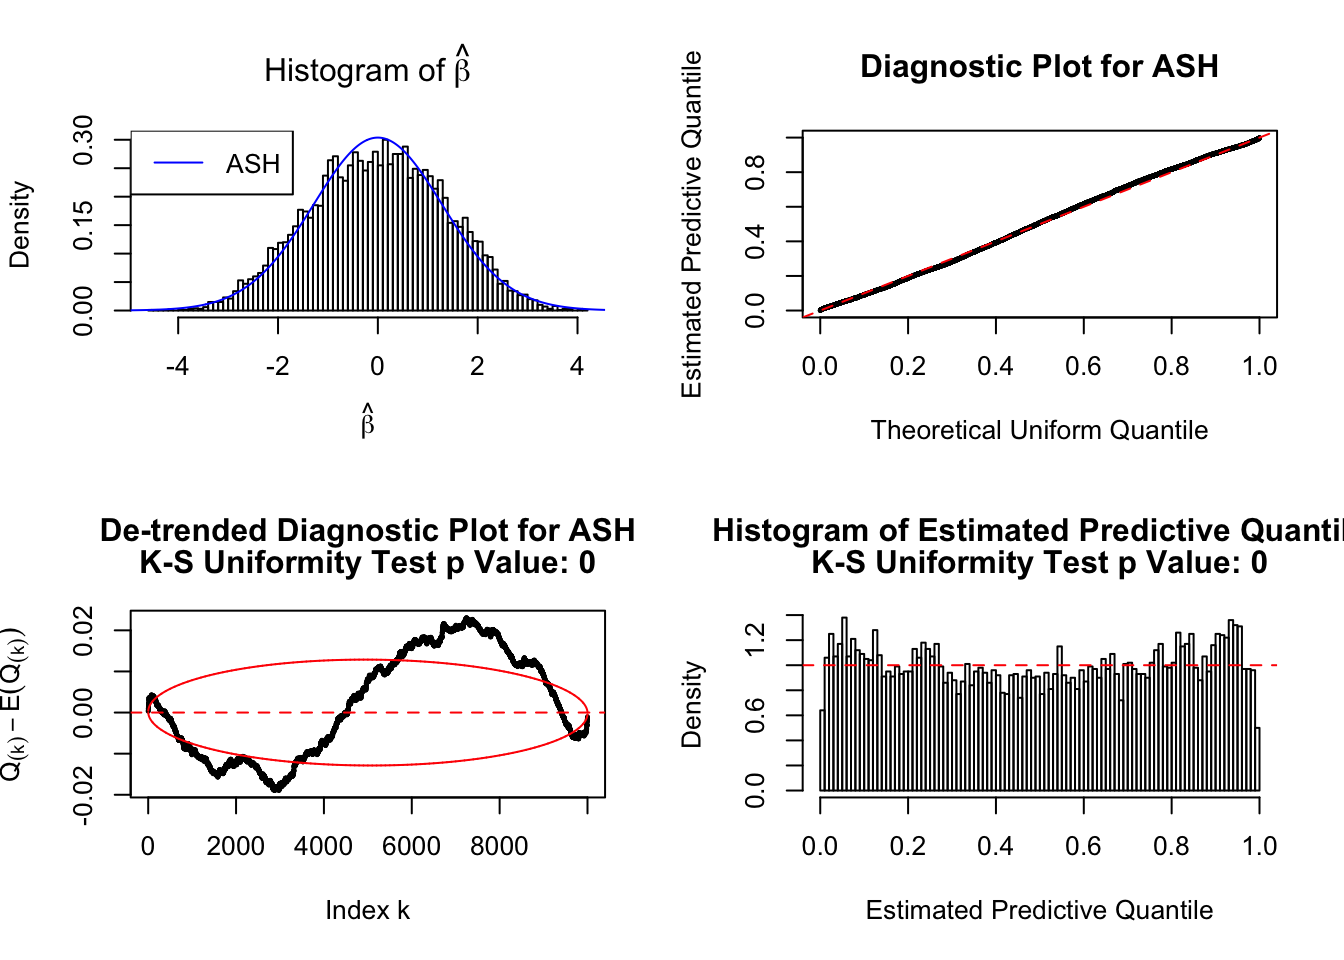 Histogram of β̂
Density
0.00 0.15 0.30
ASH
-4 -2 0 2 4
β̂
Diagnostic Plot for ASH
Estimated Predictive Quantile
0.0 0.4 0.8
0.0 0.2 0.4 0.6 0.8 1.0
Theoretical Uniform Quantile
De-trended Diagnostic Plot for ASH
K-S Uniformity Test p Value: 0
Q(k) − E(Q(k))
-0.02 0.00 0.02
0 2000 4000 6000 8000
Index k
Histogram of Estimated Predictive Quantil
K-S Uniformity Test p Value: 0
Density
0.0 0.6 1.2
0.0 0.2 0.4 0.6 0.8 1.0
Estimated Predictive Quantile